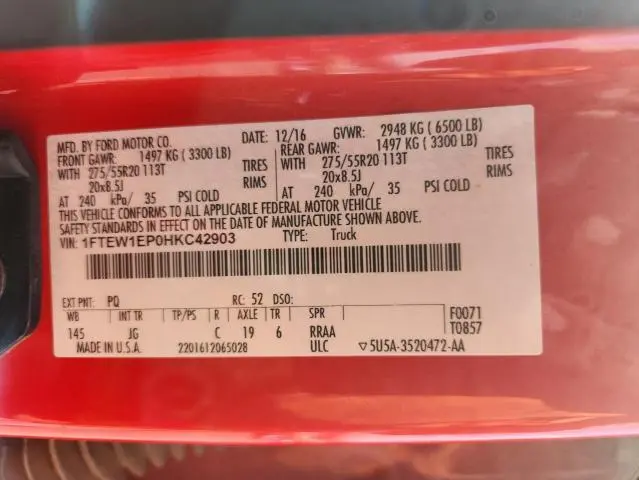 MFD. BY FORD MOTOR CO. DATE: 12/16 GVWR: 2948 KG ( 6500 LB)
FRONT GAWR: 1497 KG ( 3300 LB) REAR GAWR: 1497 KG ( 3300 LB)
WITH 275/55R20 113T TIRES WITH 275/55R20 113T TIRES
20x8.5J RIMS 20x8.5J RIMS
AT 240 kPa/ 35 PSI COLD AT 240 kPa/ 35 PSI COLD
THIS VEHICLE CONFORMS TO ALL APPLICABLE FEDERAL MOTOR VEHICLE
SAFETY STANDARDS IN EFFECT ON THE DATE OF MANUFACTURE SHOWN ABOVE.
VIN: 1FTEW1EP0HKC42903 TYPE: Truck
EXT PNT: PQ RC: 52 DSO:
WB INT TR TP/PS R AXLE TR SPR F0071
145 JG C 19 6 RRAA T0857
MADE IN U.S.A. 2201612065028 ULC ▽5U5A-3520472-AA